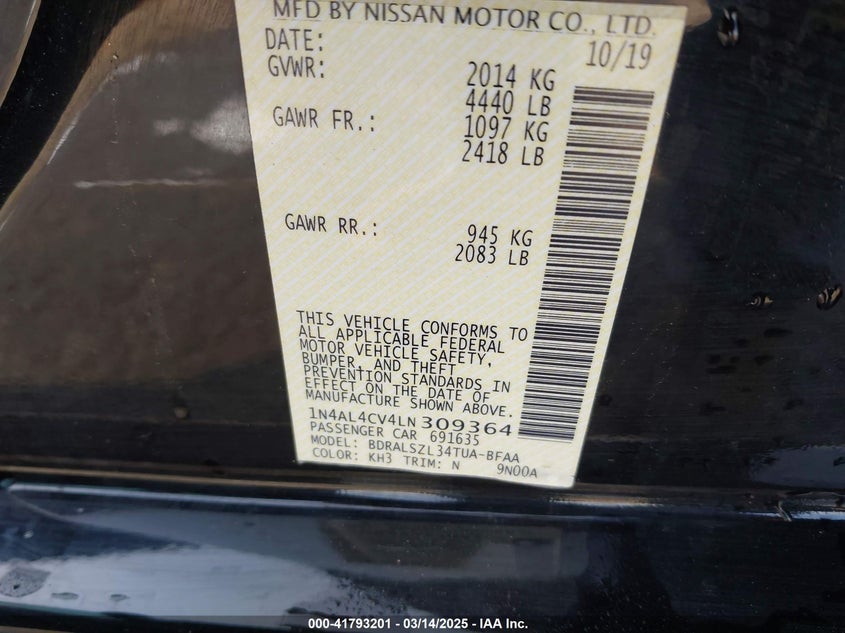 MFD BY NISSAN MOTOR CO., LTD.
DATE: 10/19
GVWR: 2014 KG
4440 LB
GAWR FR.: 1097 KG
2418 LB
GAWR RR.: 945 KG
2083 LB
THIS VEHICLE CONFORMS TO
ALL APPLICABLE FEDERAL
MOTOR VEHICLE SAFETY,
BUMPER, AND THEFT
PREVENTION STANDARDS IN
EFFECT ON THE DATE OF
MANUFACTURE SHOWN ABOVE.
1N4AL4CV4LN309364
PASSENGER CAR 691635
MODEL: BDRALSZL34TUA-BFAA
COLOR: KH3 TRIM: N 9N00A
000-41793201 - 03/14/2025 - IAA Inc.